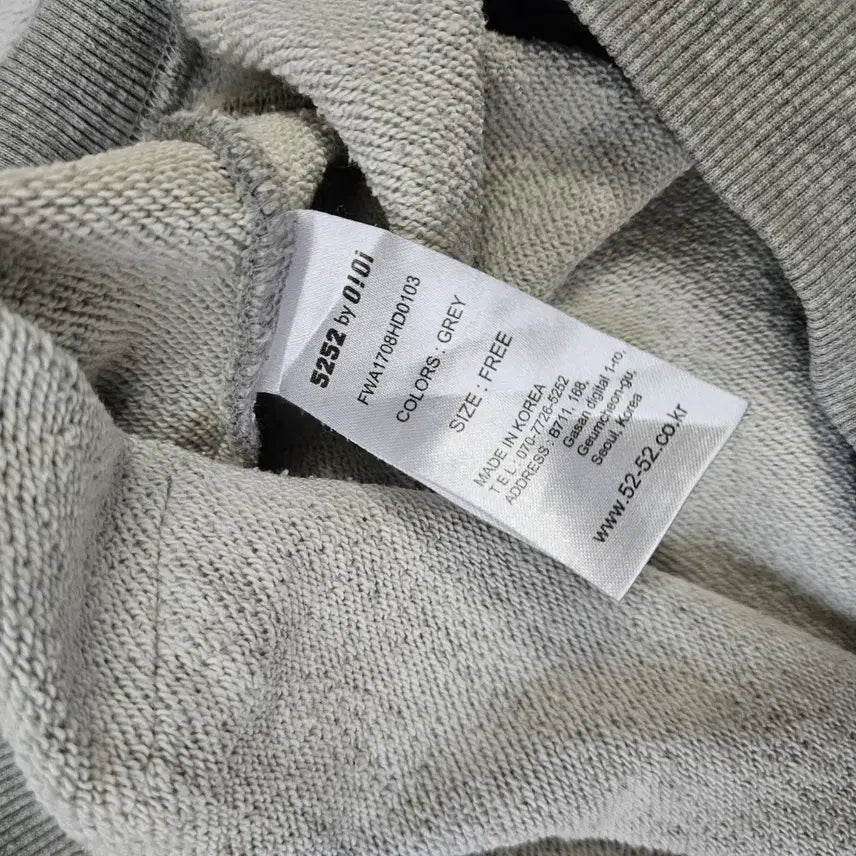 5252 by O!Oi
FWA1708HD0103
COLORS : GREY
SIZE : FREE
MADE IN KOREA
TEL : 070-7726-5252
ADDRESS : B711, 168,
Gasan digital 1-ro,
Geumcheon-gu,
Seoul, Korea
www.52-52.co.kr